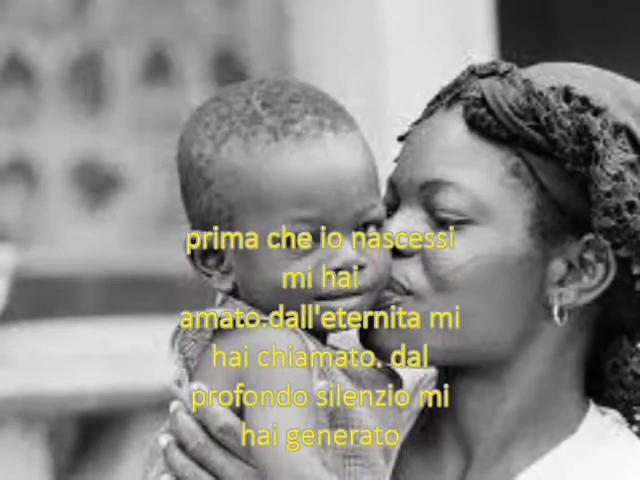 prima che io nascessi
mi hai
amato.dall'eternita mi
hai chiamato. dal
profondo silenzio mi
hai generato